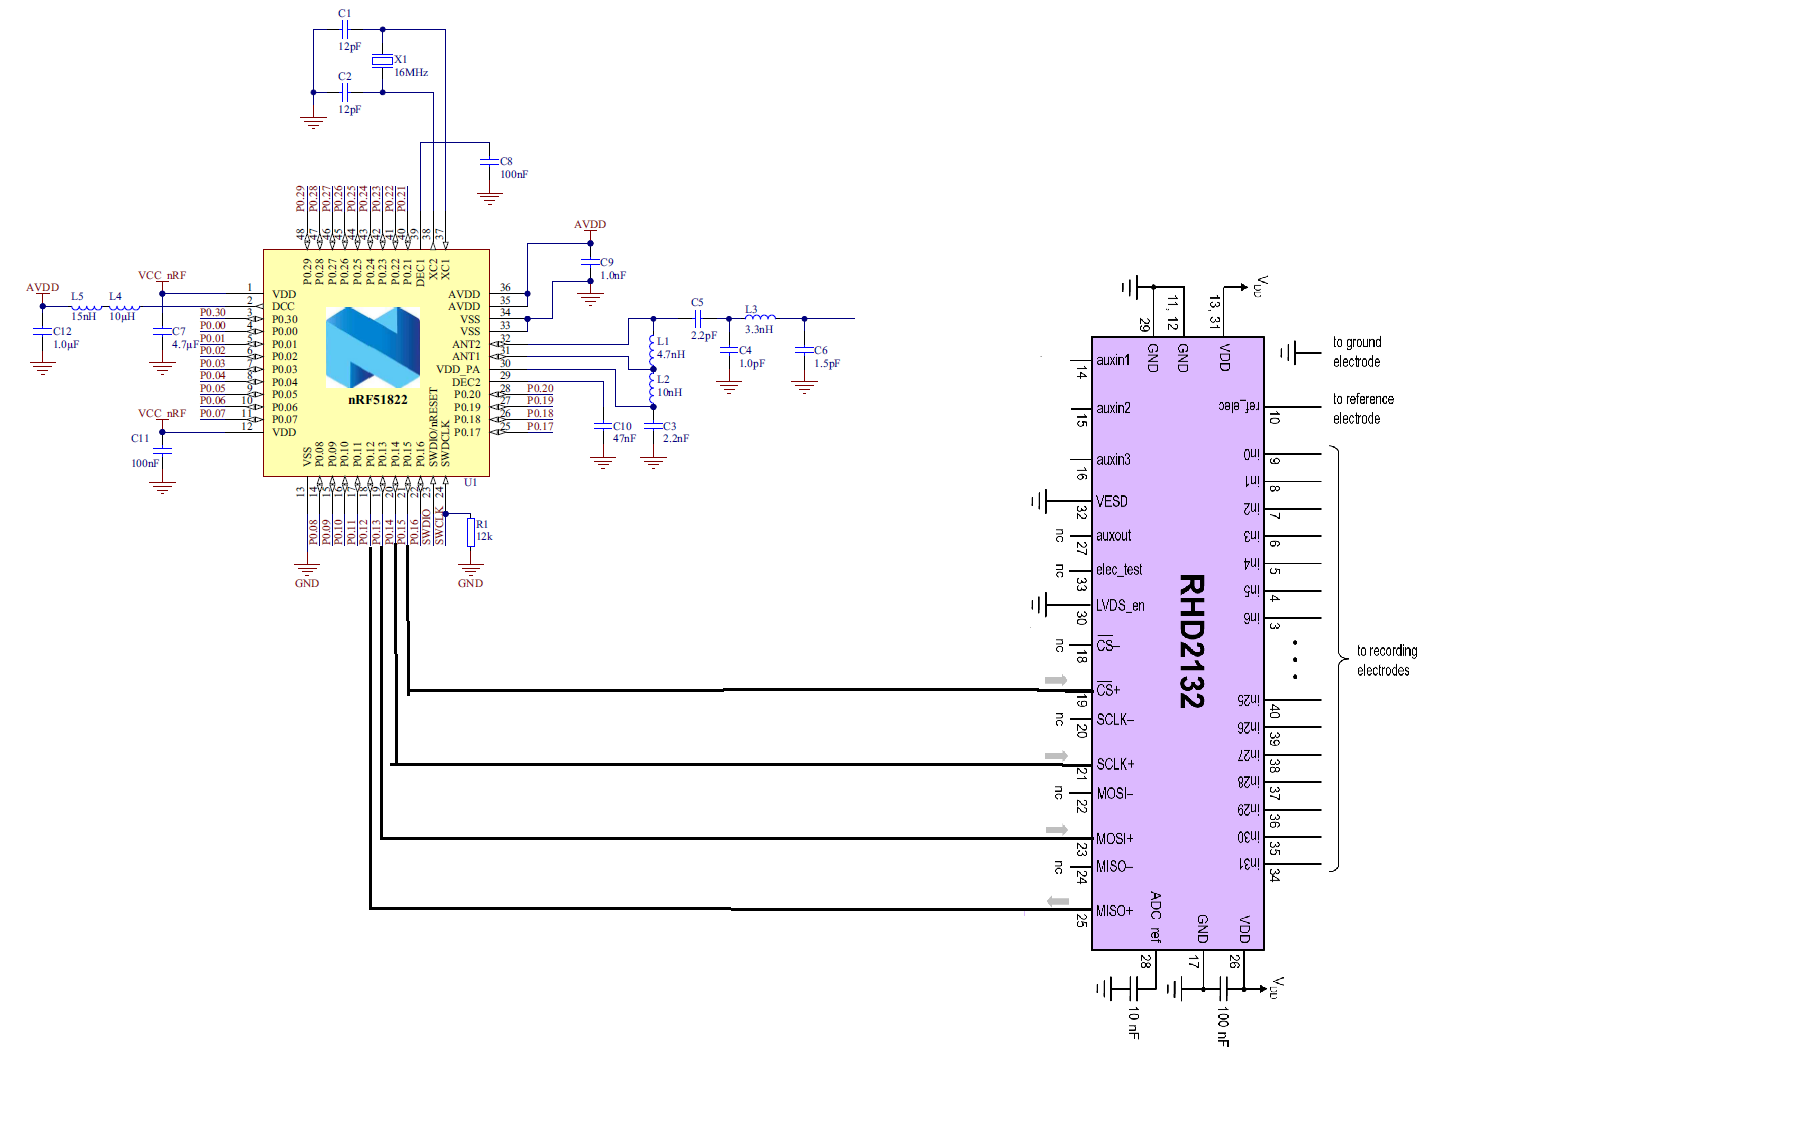 C1
12pF
X1
16MHz
C2
12pF
C8
100nF
P0.29
P0.28
P0.27
P0.26
P0.25
P0.24
P0.23
P0.22
P0.21
48
47
46
45
44
43
42
41
40
39
38
37
P0.29
P0.28
P0.27
P0.26
P0.25
P0.24
P0.23
P0.22
P0.21
DEC1
XC2
XC1
AVDD
C9
1.0nF
VCC_nRF
AVDD
L5
15nH
L4
10µH
C12
1.0µF
C7
4.7µF
P0.30
P0.00
P0.01
P0.02
P0.03
P0.04
P0.05
P0.06
P0.07
VCC_nRF
C11
100nF
1
2
3
4
5
6
7
8
9
10
11
12
VDD
DCC
P0.30
P0.00
P0.01
P0.02
P0.03
P0.04
P0.05
P0.06
P0.07
VDD
nRF51822
AVDD
AVDD
VSS
VSS
ANT2
ANT1
VDD_PA
DEC2
P0.20
P0.19
P0.18
P0.17
36
35
34
33
32
31
30
29
28
27
26
25
P0.20
P0.19
P0.18
P0.17
L1
4.7nH
L2
10nH
C10
47nF
C3
2.2nF
C5
2.2pF
L3
3.3nH
C4
1.0pF
C6
1.5pF
VSS
P0.08
P0.09
P0.10
P0.11
P0.12
P0.13
P0.14
P0.15
P0.16
SWDIO/nRESET
SWDCLK
U1
13
14
15
16
17
18
19
20
21
22
23
24
P0.08
P0.09
P0.10
P0.11
P0.12
P0.13
P0.14
P0.15
P0.16
SWDIO
SWCLK
R1
12k
GND
GND
29
11, 12
13, 31
VDD
GND
GND
VDD
auxin1
14
auxin2
15
auxin3
16
VESD
32
nc
auxout
27
nc
elec_test
33
LVDS_en
30
nc
CS–
18
CS+
19
nc
SCLK–
20
SCLK+
21
nc
MOSI–
22
MOSI+
23
nc
MISO–
24
MISO+
25
RHD2132
to ground
electrode
ref_elec
10
to reference
electrode
in0
9
in1
8
in2
7
in3
6
in4
5
in5
4
in6
3
to recording
electrodes
in25
40
in26
39
in27
38
in28
37
in29
36
in30
35
in31
34
ADC_ref
GND
VDD
28
17
26
VDD
10 nF
100 nF